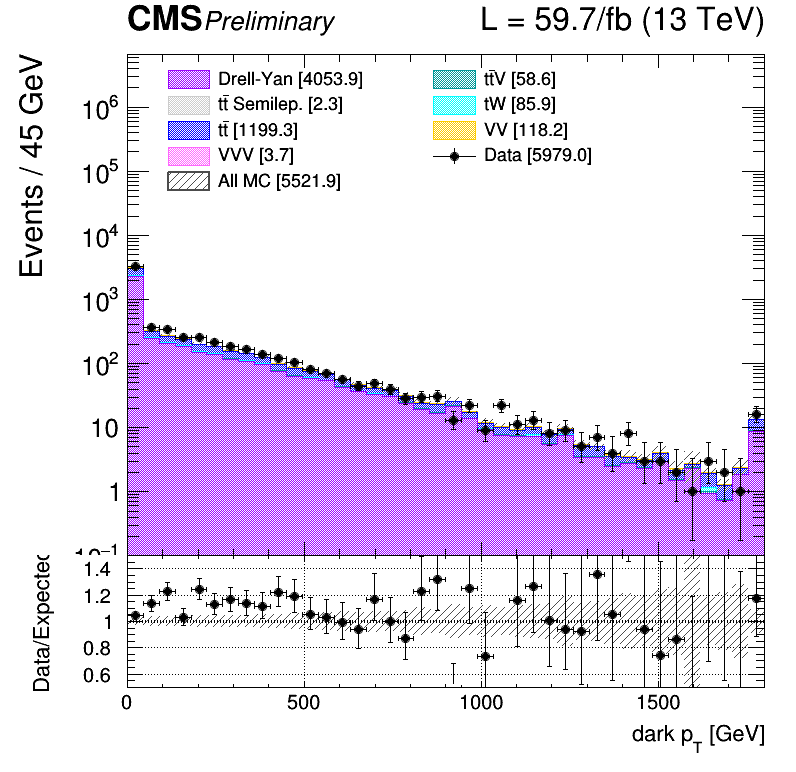 CMS Preliminary L = 59.7/fb (13 TeV)
Events / 45 GeV
Drell-Yan [4053.9]
tt̄ Semilep. [2.3]
tt̄ [1199.3]
VVV [3.7]
All MC [5521.9]
tt̄V [58.6]
tW [85.9]
VV [118.2]
Data [5979.0]
10⁶
10⁵
10⁴
10³
10²
10
1
10⁻¹
Data/Expected
1.4
1.2
1
0.8
0.6
0 500 1000 1500
dark p_T [GeV]